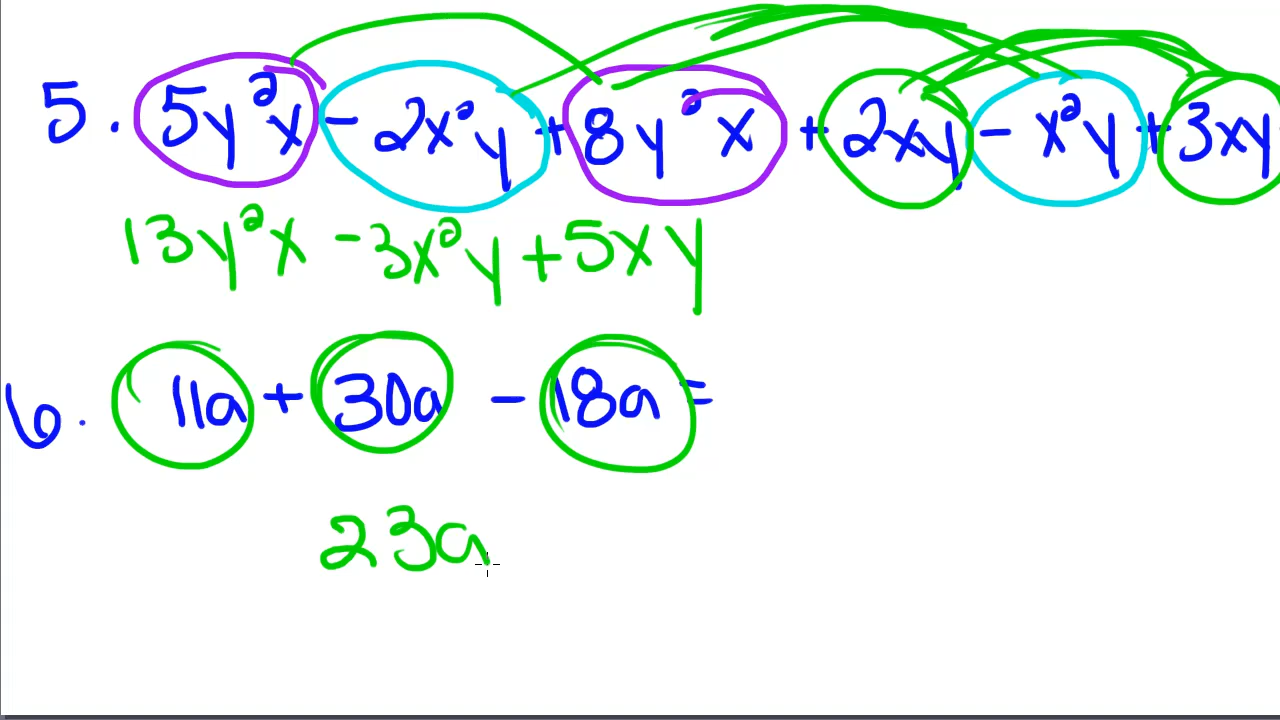 5. 5y²x - 2x²y + 8y²x + 2xy - x²y + 3xy
13y²x - 3x²y + 5xy
6. 11a + 30a - 18a =
23a